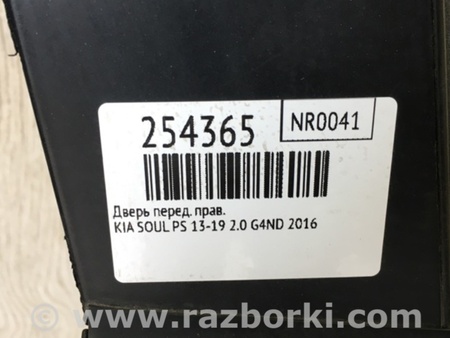 254365
NR0041
Дверь перед. прав.
KIA SOUL PS 13-19 2.0 G4ND 2016
www.razborki.com